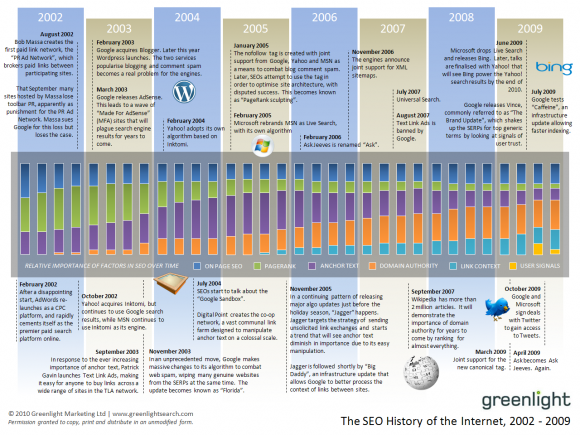 2002
2003
2004
2005
2006
2007
2008
2009
August 2002
Bob Massa creates the
first paid link network, the
"PR Ad Network", which
brokers paid links between
participating sites.
That September many
sites hosted by Massa lose
toolbar PR, apparently as
punishment for the PR Ad
Network. Massa sues
Google for this loss but
loses the case.
February 2003
Google acquires Blogger. Later this year
Wordpress launches. The two services
popularise blogging and comment spam
becomes a real problem for the engines.
March 2003
Google releases AdSense.
This leads to a wave of
"Made For AdSense"
(MFA) sites that will
plague search engine
results for years to
come.
February 2004
Yahoo! adopts its own
algorithm based on
Inktomi.
January 2005
The nofollow tag is created with joint
support from Google, Yahoo and MSN as
a means to combat blog comment spam.
Later, SEOs attempt to use the tag in
order to optimise site architecture, with
disputed success. This becomes known
as "PageRank sculpting".
February 2005
Microsoft rebrands MSN as Live Search,
with its own algorithm
February 2006
AskJeeves is renamed "Ask".
November 2006
The engines announce
joint support for XML
sitemaps.
July 2007
Universal Search.
August 2007
Text Link Ads is
banned by
Google.
June 2009
Microsoft drops Live Search
and releases Bing. Later, talks
are finalized with Yahoo! that
will see Bing power the Yahoo!
search results by the end of
2010.
Google releases Vince,
commonly referred to as "The
Brand Update", which shakes
up the SERPs for top generic
terms by looking at signals of
user trust.
bing
July 2009
Google tests
"Caffeine", an
infrastructure
update allowing
faster indexing.
RELATIVE IMPORTANCE OF FACTORS IN SEO OVER TIME
ON PAGE SEO
PAGERANK
ANCHOR TEXT
DOMAIN AUTHORITY
LINK CONTEXT
USER SIGNALS
February 2002
After a disappointing
start, AdWords re-
launches as a CPC
platform, and rapidly
cements itself as the
premier paid search
platform online.
October 2002
Yahoo! acquires Inktomi, but
continues to use Google search
results, while MSN continues to
use Inktomi as its engine.
September 2003
In response to the ever increasing
importance of anchor text, Patrick
Gavin launches Text Link Ads, making
it easy for anyone to buy links across a
wide range of sites in the TLA network.
November 2003
In an unprecedented move, Google makes
massive changes to its algorithm to combat
web spam, wiping many genuine websites
from the SERPs at the same time. The
update becomes known as "Florida".
July 2004
SEOs start to talk about the
"Google Sandbox".
Digital Point creates the co-op
network, a vast communal link
farm designed to manipulate
anchor text on a colossal scale.
November 2005
In a continuing pattern of releasing
major algo updates just before the
holiday season, "Jagger" happens.
Jagger targets the strategy of sending
unsolicited link exchanges and starts
a trend that will see anchor text
diminish in importance due to its easy
manipulation.
Jagger is followed shortly by "Big
Daddy", an infrastructure update that
allows Google to better process the
context of links between sites.
September 2007
Wikipedia has more than
2 million articles. It will
demonstrate the
importance of domain
authority for years to
come by ranking for
almost everything.
March 2009
Joint support for the
new canonical tag.
October
2009
Google and
Microsoft
sign deals
with Twitter
to gain access
to Tweets.
April 2009
Ask becomes Ask
Jeeves. Again.
greenlight
© 2010 Greenlight Marketing Ltd | www.greenlightsearch.com
Permission granted to copy, print and distribute in an unmodified form.
The SEO History of the Internet, 2002 - 2009